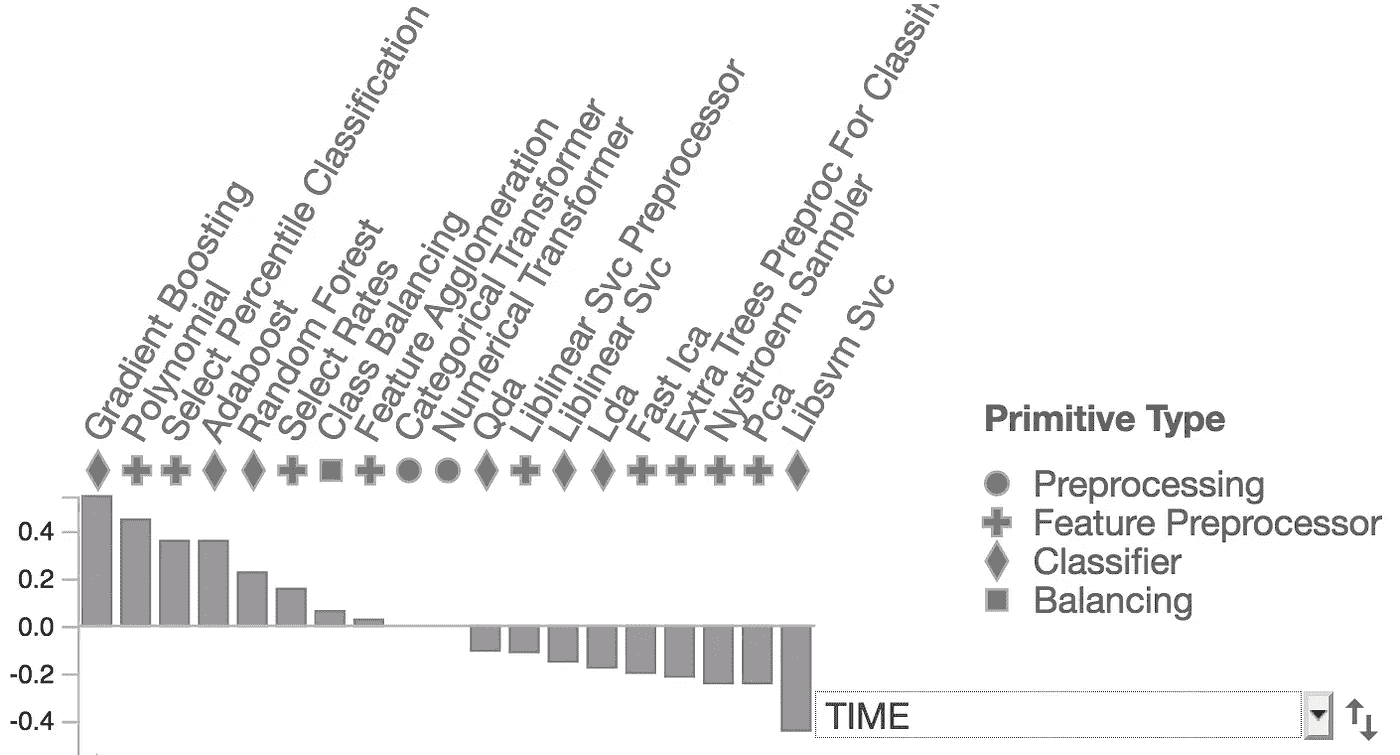 Gradient Boosting
Polynomial
Select Percentile Classification
Adaboost
Random Forest
Select Rates
Class Balancing
Feature Agglomeration
Categorical Transformer
Numerical Transformer
Qda
Liblinear Svc Preprocessor
Liblinear Svc
Lda
Fast Ica
Extra Trees Preproc For
Nystroem Sampler
Pca
Libsvm Svc
Primitive Type
Preprocessing
Feature Preprocessor
Classifier
Balancing
0.4
0.2
0.0
-0.2
-0.4
TIME